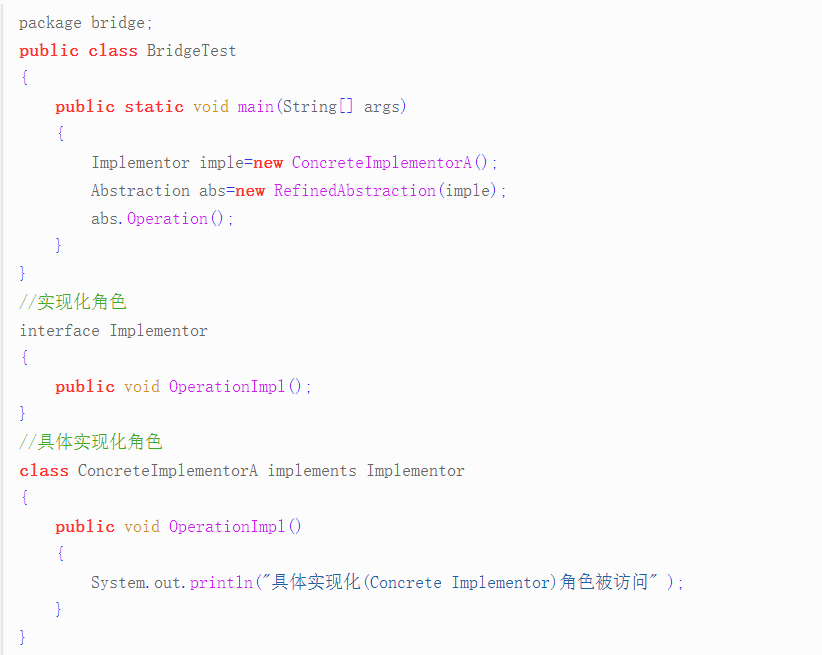 package bridge;
public class BridgeTest
{
    public static void main(String[] args)
    {
        Implementor imple=new ConcreteImplementorA();
        Abstraction abs=new RefinedAbstraction(imple);
        abs.Operation();
    }
}
//实现化角色
interface Implementor
{
    public void OperationImpl();
}
//具体实现化角色
class ConcreteImplementorA implements Implementor
{
    public void OperationImpl()
    {
        System.out.println("具体实现化(Concrete Implementor)角色被访问" );
    }
}